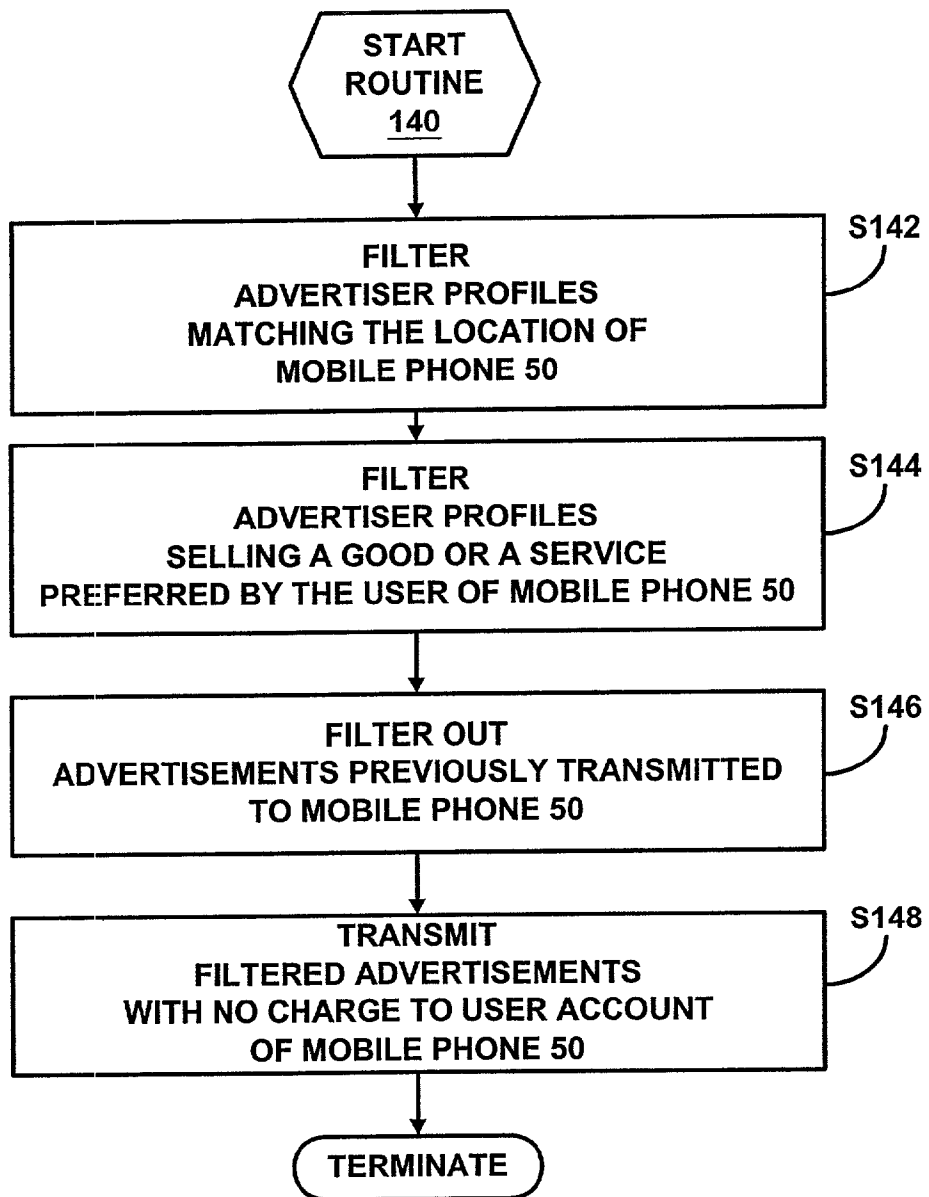 START
ROUTINE
140
S142
FILTER
ADVERTISER PROFILES
MATCHING THE LOCATION OF
MOBILE PHONE 50
S144
FILTER
ADVERTISER PROFILES
SELLING A GOOD OR A SERVICE
PREFERRED BY THE USER OF MOBILE PHONE 50
S146
FILTER OUT
ADVERTISEMENTS PREVIOUSLY TRANSMITTED
TO MOBILE PHONE 50
S148
TRANSMIT
FILTERED ADVERTISEMENTS
WITH NO CHARGE TO USER ACCOUNT
OF MOBILE PHONE 50
TERMINATE